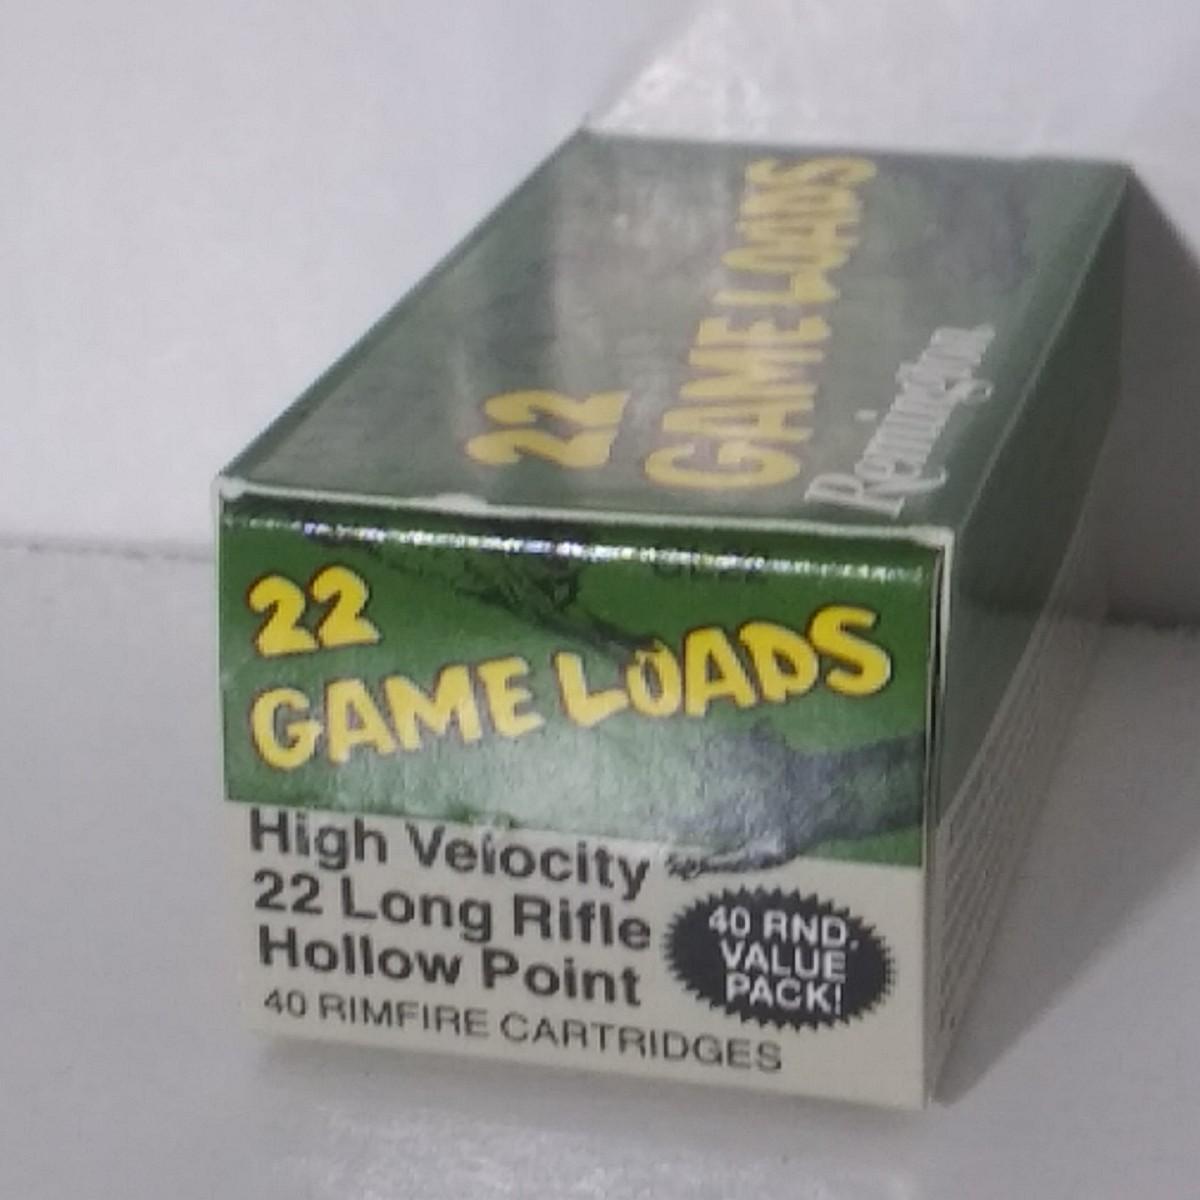 22
GAME LOADS
Remington
22
GAME LOADS
High Velocity
22 Long Rifle
Hollow Point
40 RIMFIRE CARTRIDGES
40 RND.
VALUE
PACK!